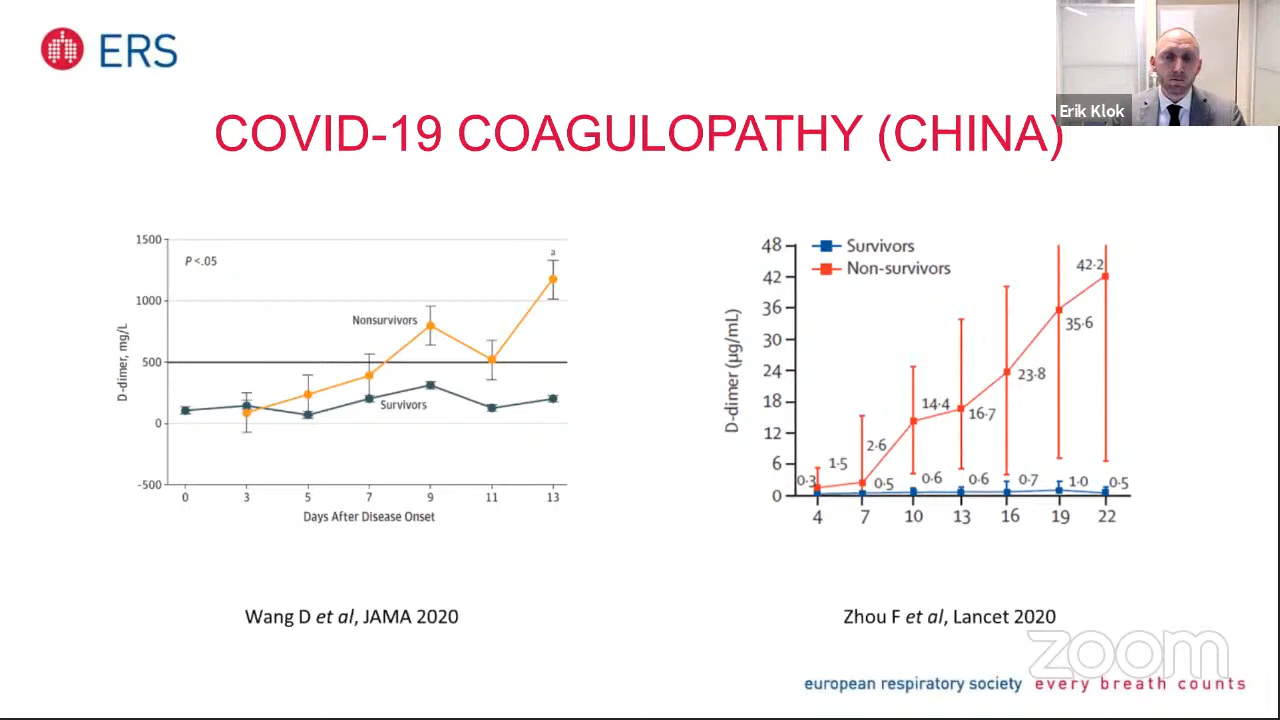 ERS
Erik Klok
COVID-19 COAGULOPATHY (CHINA)
1500
1000
500
0
-500
D-dimer, mg/L
P <.05
a
Nonsurvivors
Survivors
0 3 5 7 9 11 13
Days After Disease Onset
Wang D et al, JAMA 2020
48
42
36
30
24
18
12
6
0
D-dimer (µg/mL)
Survivors
Non-survivors
42·2
35·6
23·8
14·4
16·7
2·6
1·5
0·3
0·5
0·6
0·6
0·7
1·0
0·5
4 7 10 13 16 19 22
Zhou F et al, Lancet 2020
zoom
european respiratory society every breath counts